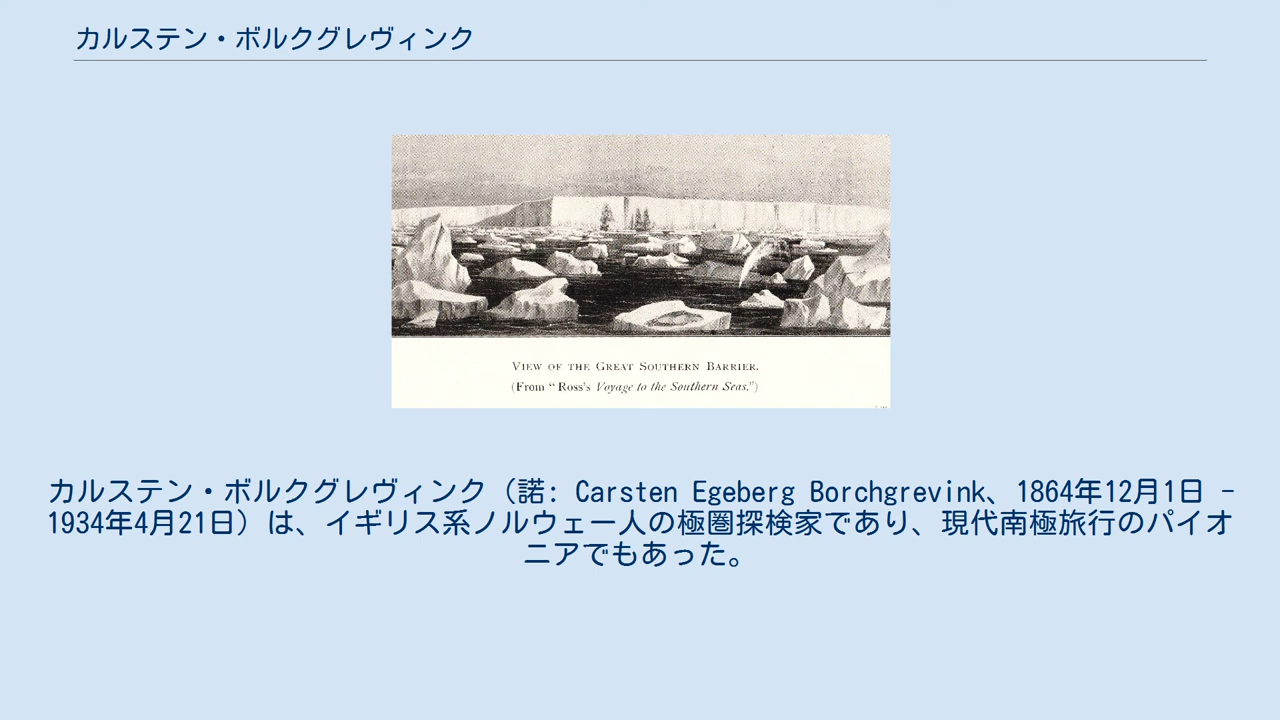 カルステン・ボルクグレヴィンク
VIEW OF THE GREAT SOUTHERN BARRIER.
(From “Ross's Voyage to the Southern Seas.”)
カルステン・ボルクグレヴィンク（諾: Carsten Egeberg Borchgrevink、1864年12月1日 -
1934年4月21日）は、イギリス系ノルウェー人の極圏探検家であり、現代南極旅行のパイオ
ニアでもあった。